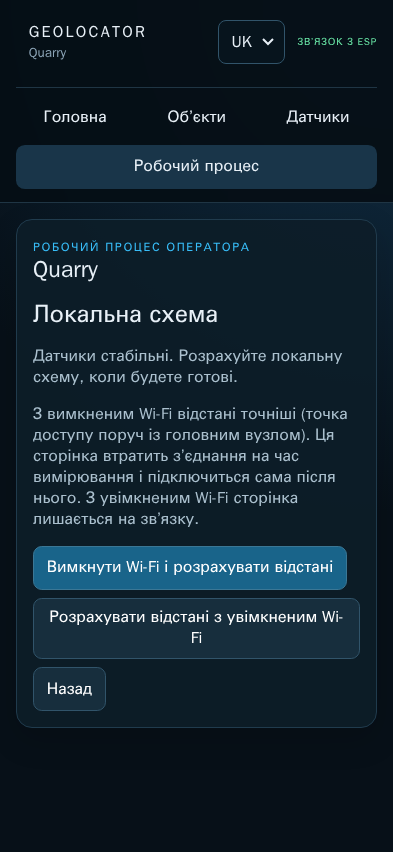 GEOLOCATOR
Quarry
UK
ЗВ'ЯЗОК З ESP
Головна
Об'єкти
Датчики
Робочий процес
РОБОЧИЙ ПРОЦЕС ОПЕРАТОРА
Quarry
Локальна схема
Датчики стабільні. Розрахуйте локальну
схему, коли будете готові.
З вимкненим Wi-Fi відстані точніші (точка
доступу поруч із головним вузлом). Ця
сторінка втратить з'єднання на час
вимірювання і підключиться сама після
нього. З увімкненим Wi-Fi сторінка
лишається на зв'язку.
Вимкнути Wi-Fi і розрахувати відстані
Розрахувати відстані з увімкненим Wi-
Fi
Назад